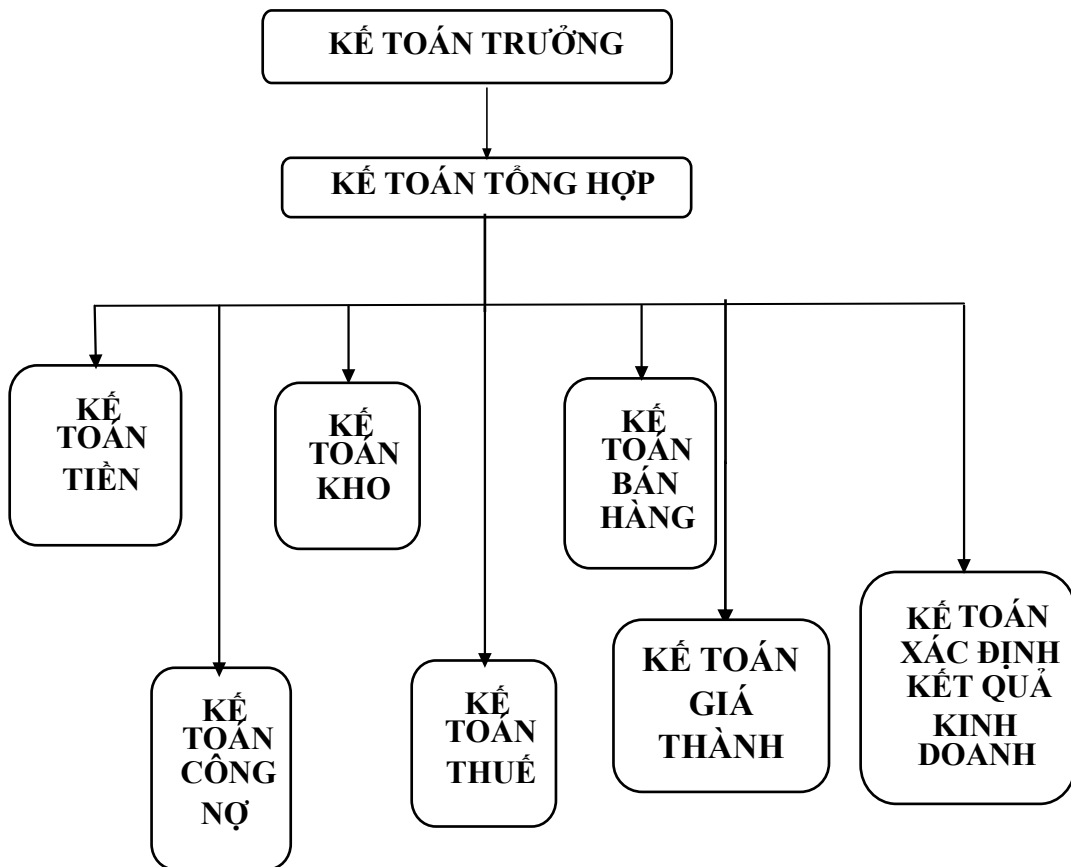 KẾ TOÁN TRƯỞNG
KẾ TOÁN TỔNG HỢP
KẾ
TOÁN
TIỀN
KẾ
TOÁN
KHO
KẾ
TOÁN
BÁN
HÀNG
KẾ TOÁN
XÁC ĐỊNH
KẾT QUẢ
KINH
DOANH
KẾ TOÁN
GIÁ
THÀNH
KẾ
TOÁN
CÔNG
NỢ
KẾ
TOÁN
THUẾ